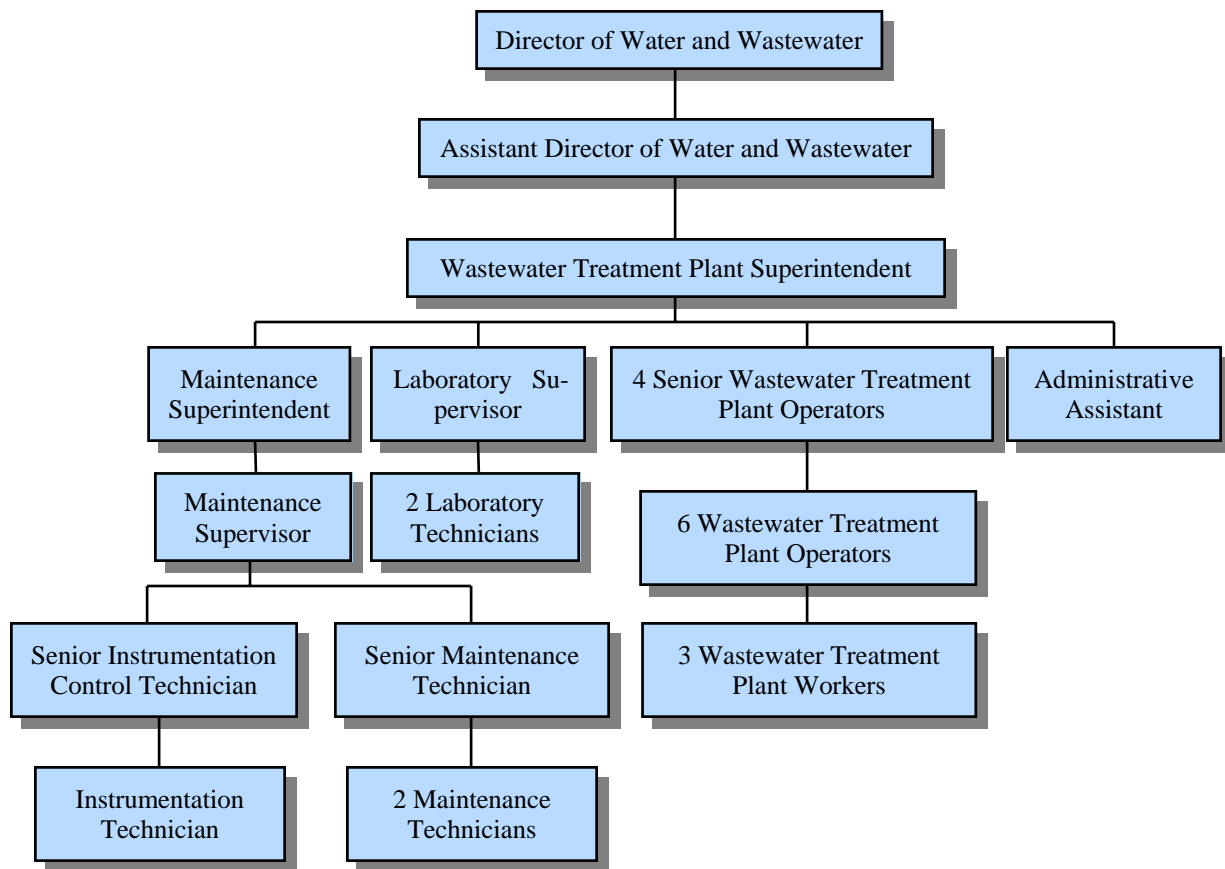 Director of Water and Wastewater
Assistant Director of Water and Wastewater
Wastewater Treatment Plant Superintendent
Maintenance
Superintendent
Laboratory Su-
pervisor
4 Senior Wastewater Treatment
Plant Operators
Administrative
Assistant
Maintenance
Supervisor
2 Laboratory
Technicians
6 Wastewater Treatment
Plant Operators
Senior Instrumentation
Control Technician
Senior Maintenance
Technician
3 Wastewater Treatment
Plant Workers
Instrumentation
Technician
2 Maintenance
Technicians